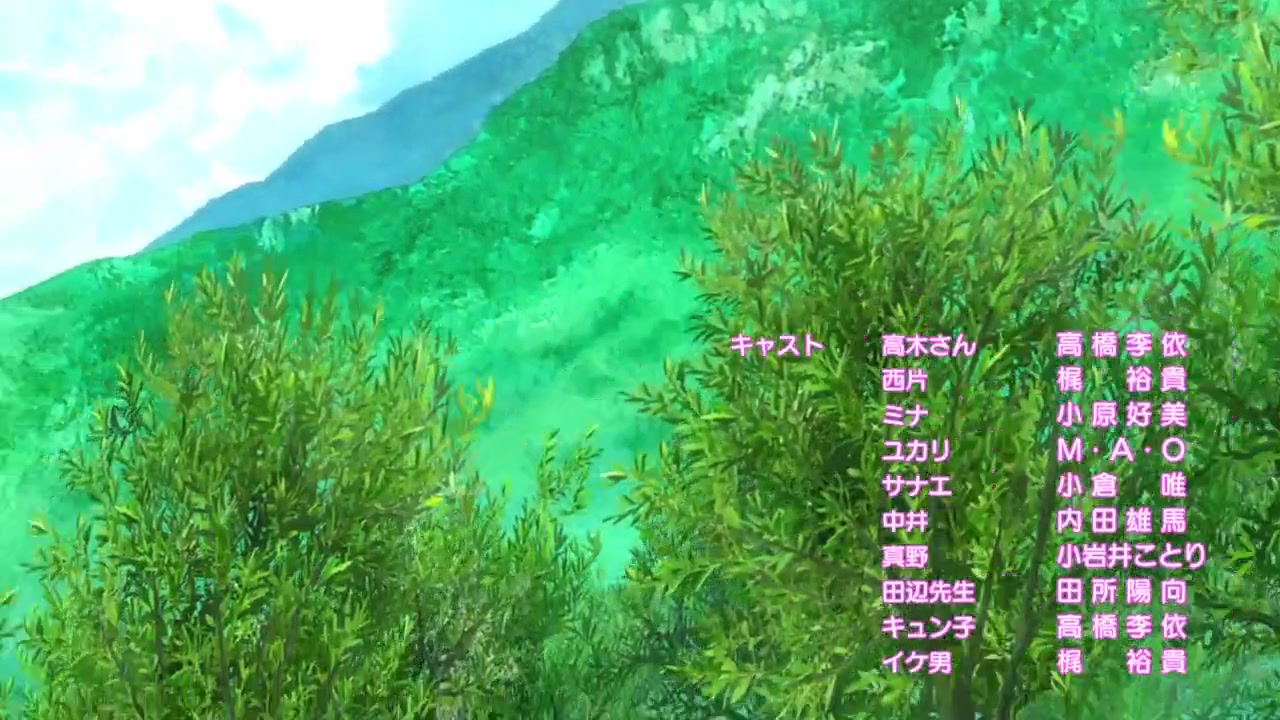 キャスト 高木さん 高橋李依
西片 梶 裕貴
ミナ 小原好美
ユカリ M・A・O
サナエ 小倉 唯
中井 内田雄馬
真野 小岩井ことり
田辺先生 田所陽向
キュン子 高橋李依
イケ男 梶 裕貴